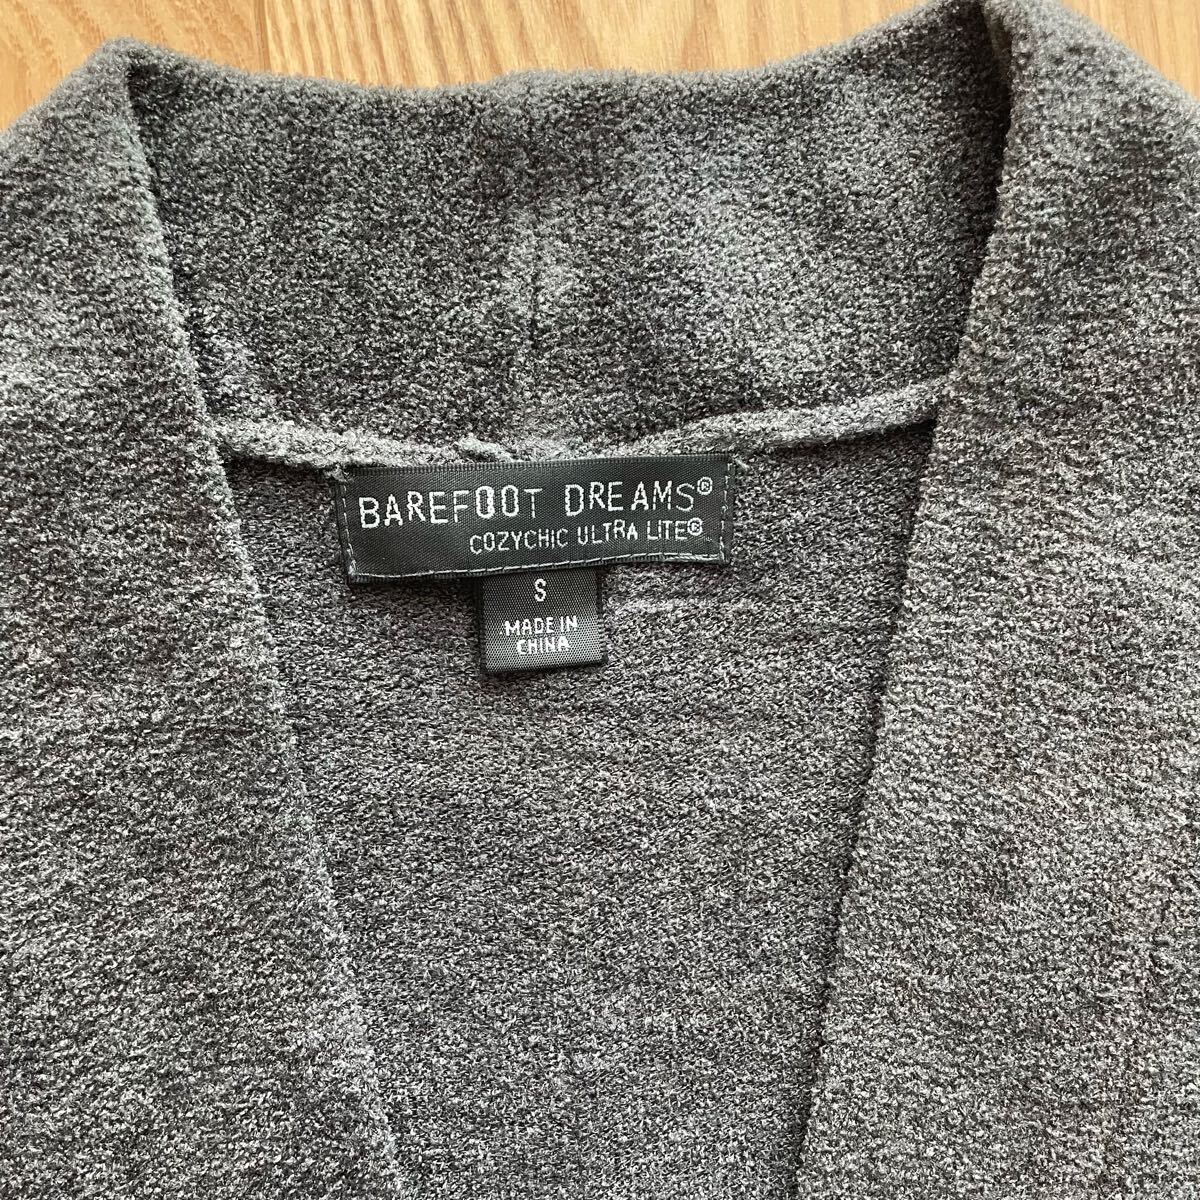 BAREFOOT DREAMS®
COZYCHIC ULTRA LITE®
S
MADE IN
CHINA